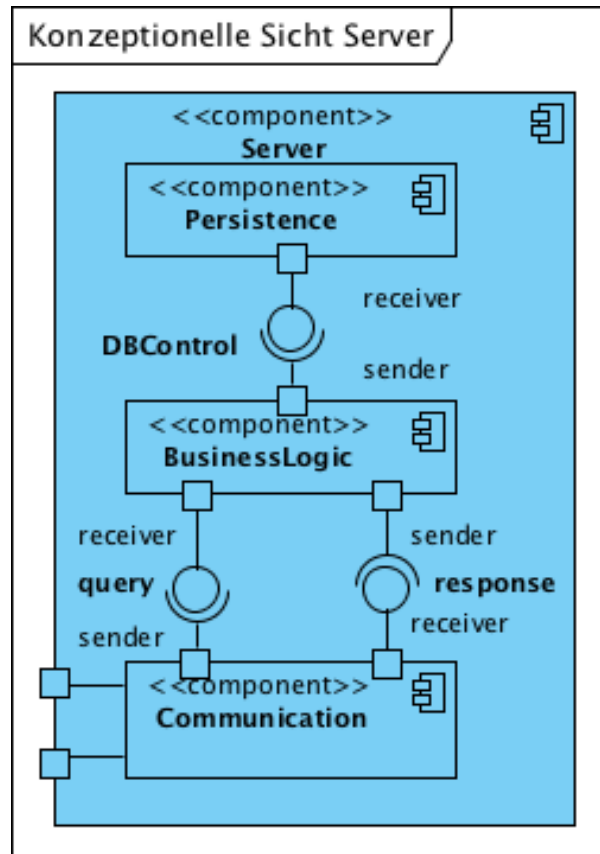 Konzeptionelle Sicht Server
<<component>>
Server
<<component>>
Persistence
receiver
DBControl
sender
<<component>>
BusinessLogic
receiver
sender
query
response
sender
receiver
<<component>>
Communication